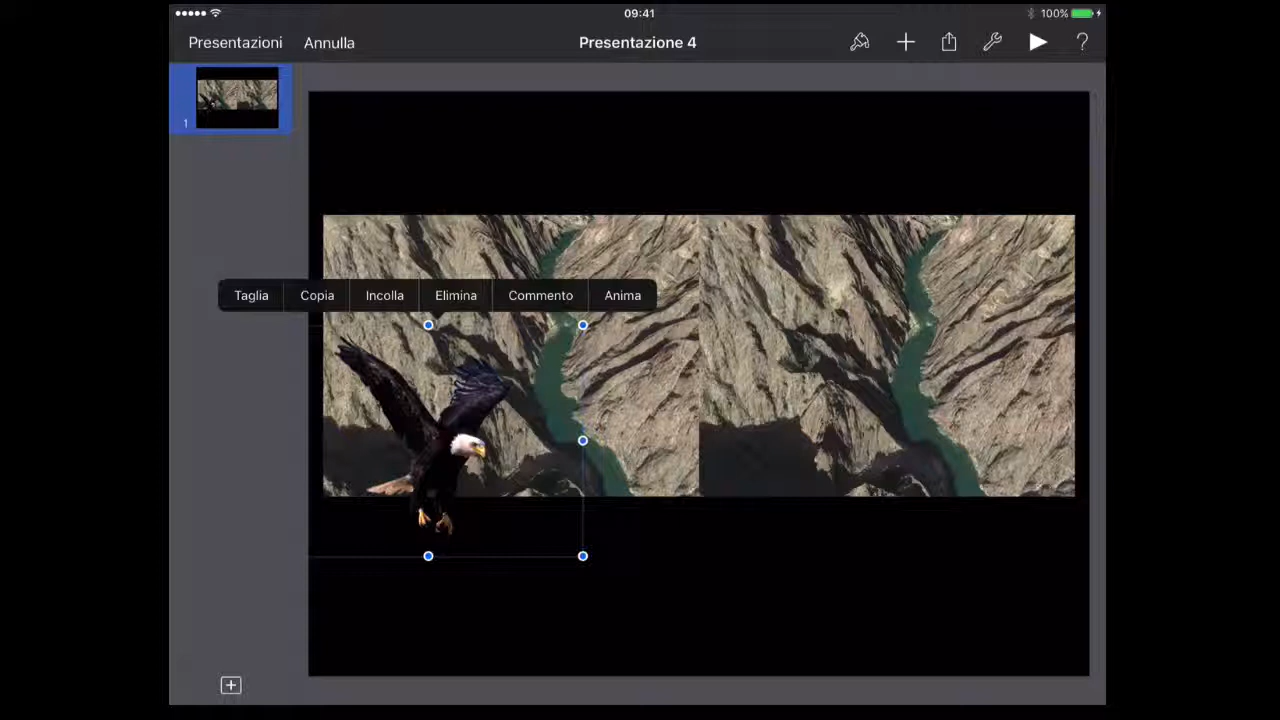 09:41
100%
Presentazioni Annulla Presentazione 4 ?
1
Taglia Copia Incolla Elimina Commento Anima